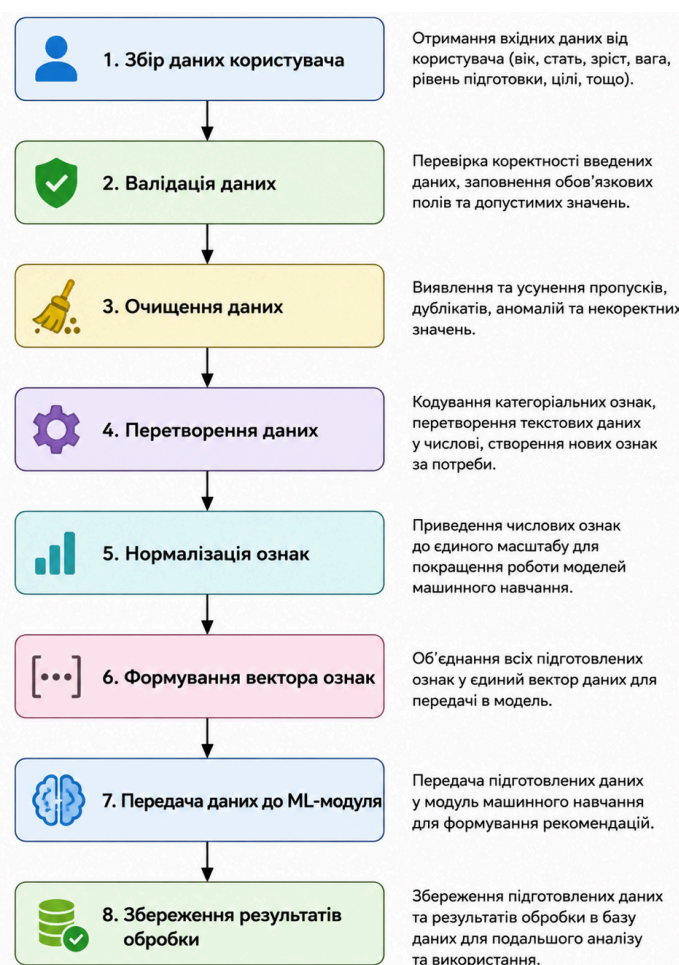 1. Збір даних користувача
Отримання вхідних даних від
користувача (вік, стать, зріст, вага,
рівень підготовки, цілі, тощо).
2. Валідація даних
Перевірка коректності введених
даних, заповнення обов’язкових
полів та допустимих значень.
3. Очищення даних
Виявлення та усунення пропусків,
дублікатів, аномалій та некоректних
значень.
4. Перетворення даних
Кодування категоріальних ознак,
перетворення текстових даних
у числові, створення нових ознак
за потреби.
5. Нормалізація ознак
Приведення числових ознак
до єдиного масштабу для
покращення роботи моделей
машинного навчання.
6. Формування вектора ознак
Об’єднання всіх підготовлених
ознак у єдиний вектор даних для
передачі в модель.
7. Передача даних до ML-модуля
Передача підготовлених даних
у модуль машинного навчання
для формування рекомендацій.
8. Збереження результатів
обробки
Збереження підготовлених даних
та результатів обробки в базу
даних для подальшого аналізу
та використання.